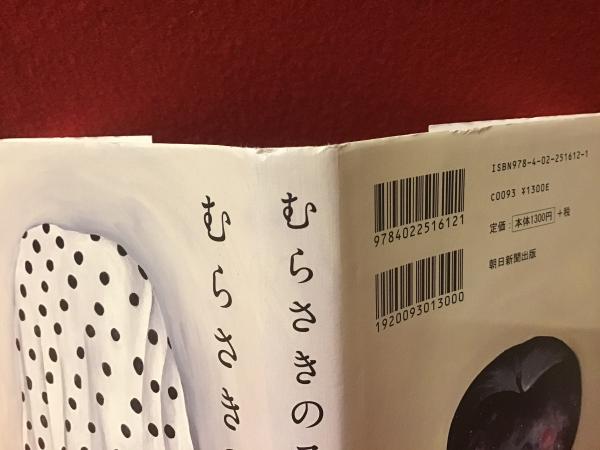 むらさき
むらさきの
ISBN978-4-02-251612-1
C0093 ¥1300E
定価：本体1300円+税
朝日新聞出版
9784022516121
1920093013000